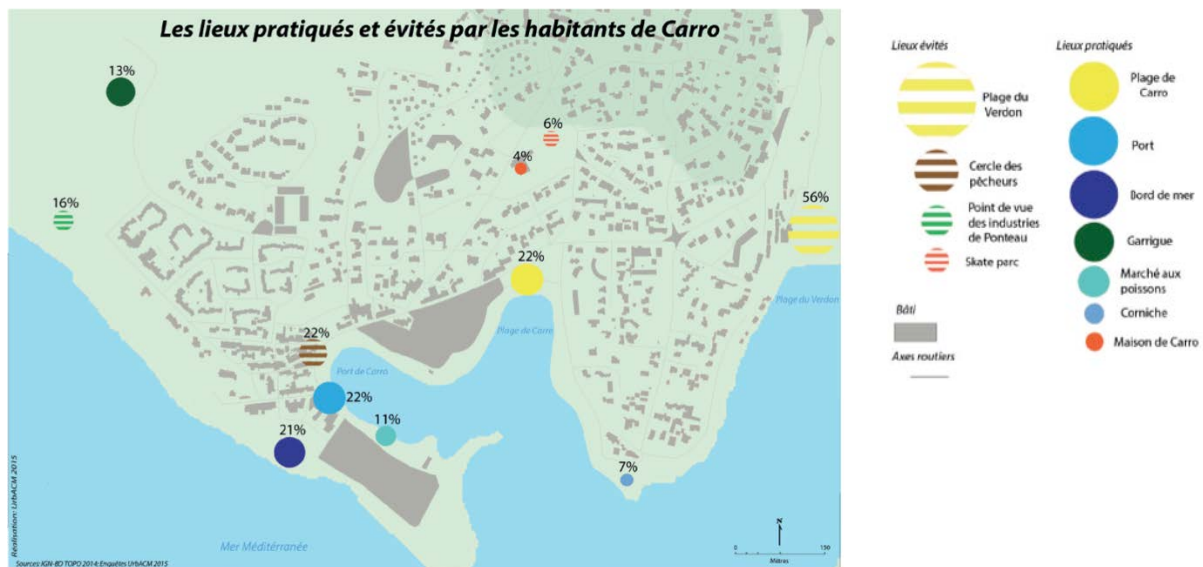 Les lieux pratiqués et évités par les habitants de Carro
13%
6%
4%
16%
56%
22%
Plage de Carro
Plage du Verdon
22%
Port de Carro
22%
11%
21%
7%
Mer Méditérranée
N
0 150
Mètres
Réalisation: UrbACM 2015
Sources: IGN-BD TOPO 2014; Enquêtes UrbACM 2015
Lieux évités
Plage du
Verdon
Cercle des
pêcheurs
Point de vue
des industries
de Ponteau
Skate parc
Bâti
Axes routiers
Lieux pratiqués
Plage de
Carro
Port
Bord de mer
Garrigue
Marché aux
poissons
Corniche
Maison de Carro